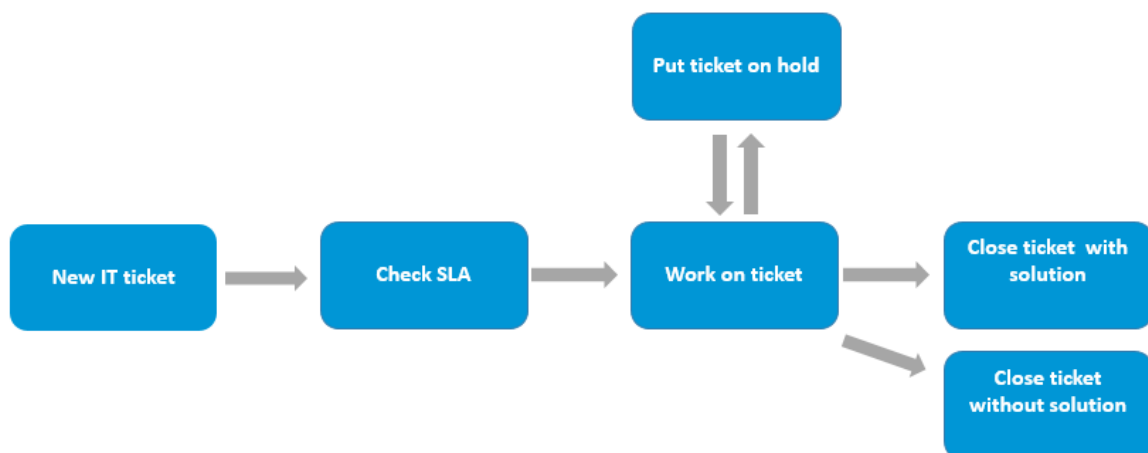 Put ticket on hold
New IT ticket
Check SLA
Work on ticket
Close ticket with
solution
Close ticket
without solution